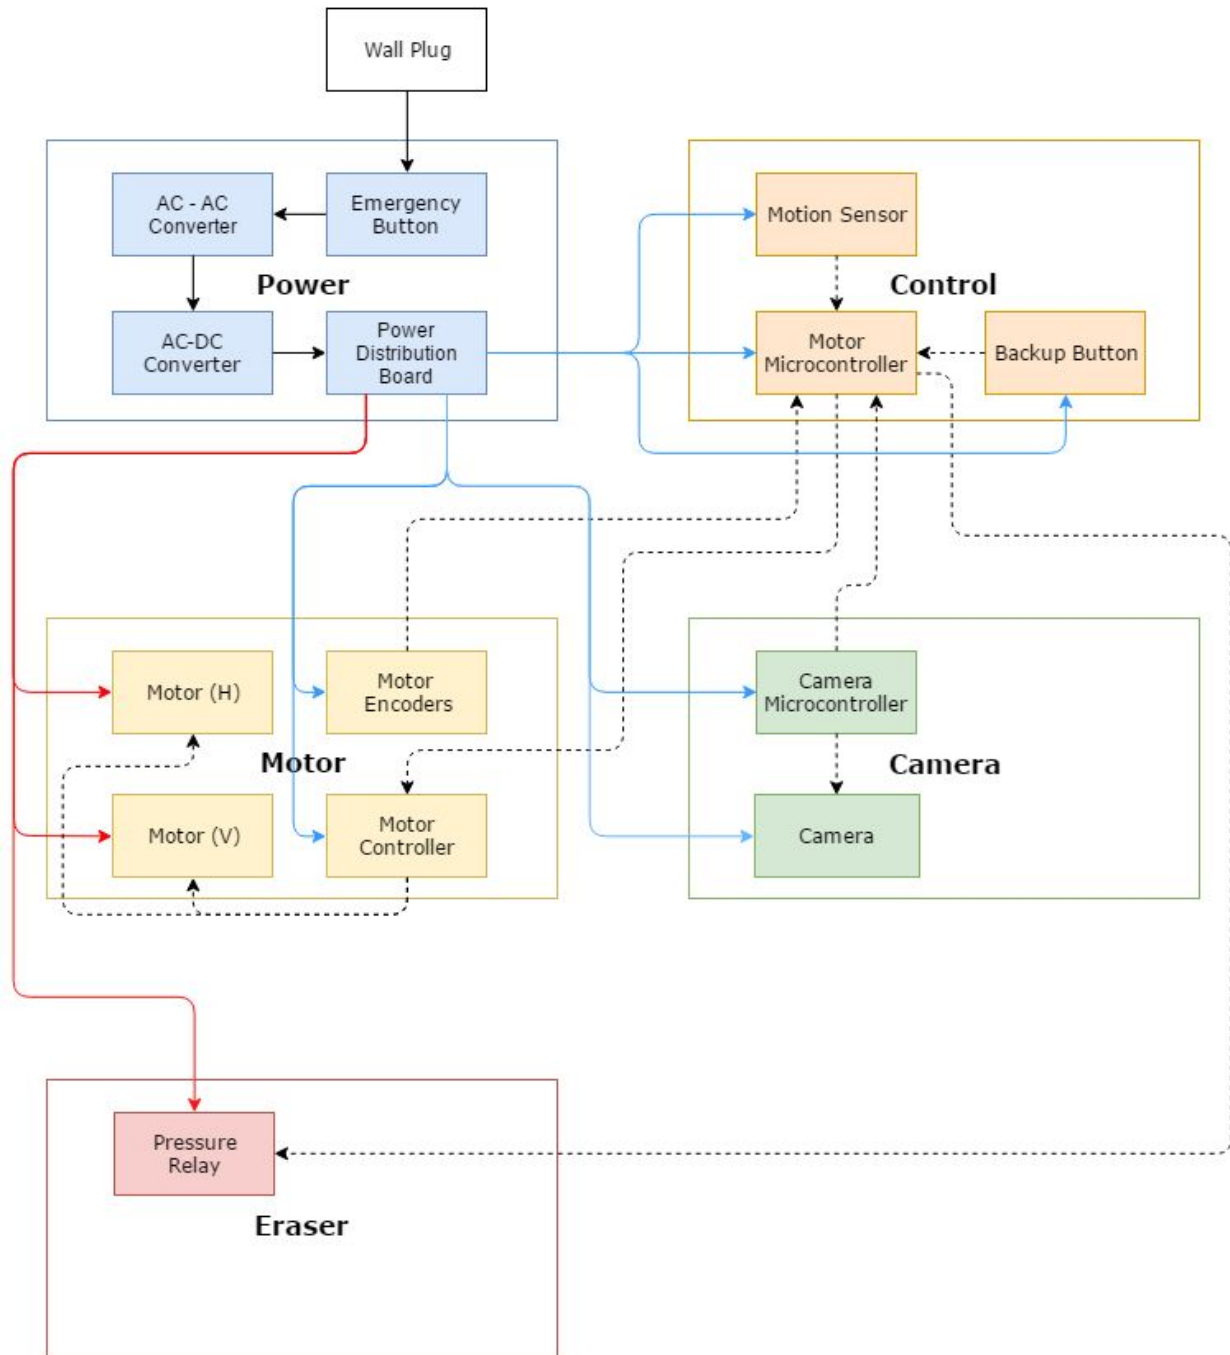 Wall Plug
AC - AC
Converter
Emergency
Button
Power
AC-DC
Converter
Power
Distribution
Board
Motion Sensor
Control
Motor
Microcontroller
Backup Button
Motor (H)
Motor
Encoders
Motor
Motor (V)
Motor
Controller
Camera
Microcontroller
Camera
Camera
Pressure
Relay
Eraser